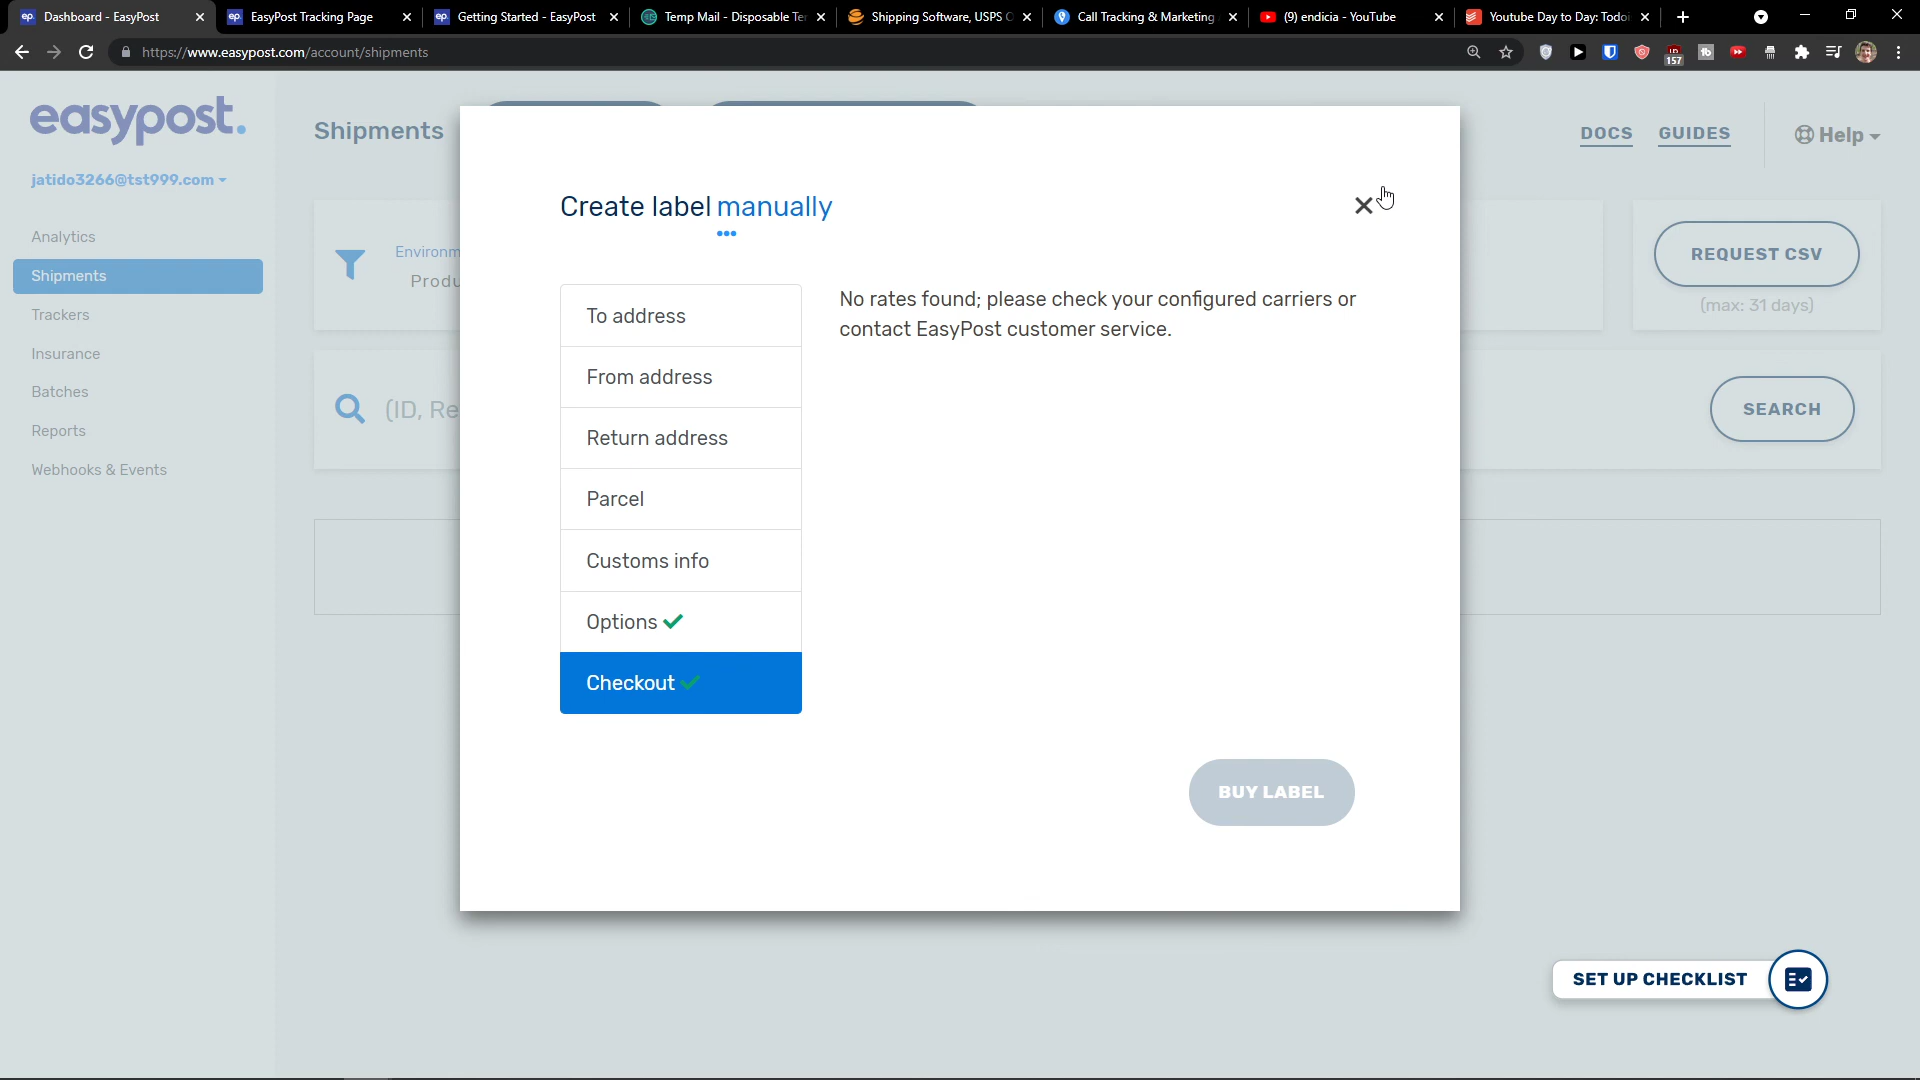 Dashboard - EasyPost
EasyPost Tracking Page
Getting Started - EasyPost
Temp Mail - Disposable Te
Shipping Software, USPS
Call Tracking & Marketing
(9) endicia - YouTube
Youtube Day to Day: Todoi
https://www.easypost.com/account/shipments
157
easypost.
jatido3266@tst999.com
Analytics
Shipments
Trackers
Insurance
Batches
Reports
Webhooks & Events
Shipments
DOCS
GUIDES
Help
Environm
Produ
REQUEST CSV
(max: 31 days)
(ID, Re
SEARCH
Create label manually
To address
From address
Return address
Parcel
Customs info
Options
Checkout
No rates found; please check your configured carriers or
contact EasyPost customer service.
BUY LABEL
SET UP CHECKLIST